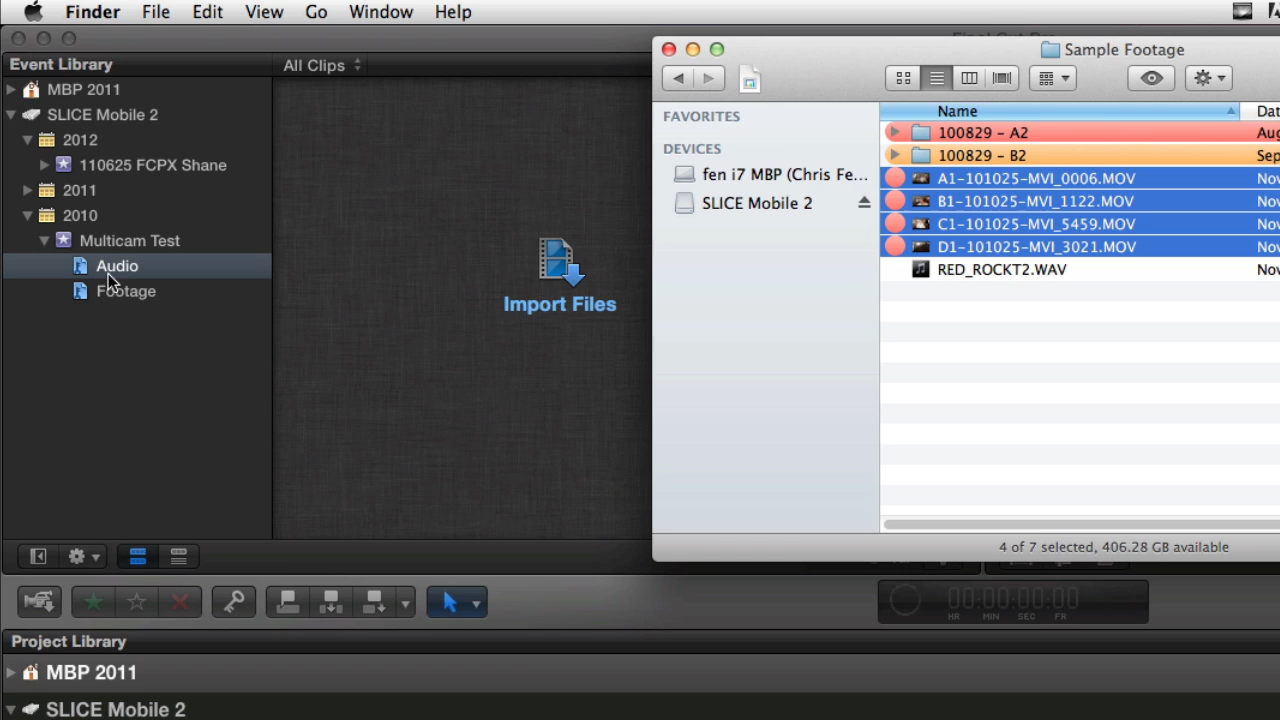 Finder File Edit View Go Window Help
Event Library
All Clips
MBP 2011
SLICE Mobile 2
2012
110625 FCPX Shane
2011
2010
Multicam Test
Audio
Footage
Import Files
Sample Footage
FAVORITES
DEVICES
fen i7 MBP (Chris Fe...
SLICE Mobile 2
Name Dat
100829 - A2 Aug
100829 - B2 Sep
A1-101025-MVI_0006.MOV Nov
B1-101025-MVI_1122.MOV Nov
C1-101025-MVI_5459.MOV Nov
D1-101025-MVI_3021.MOV Nov
RED_ROCKT2.WAV Nov
4 of 7 selected, 406.28 GB available
00:00:00:00
HR MIN SEC FR
Project Library
MBP 2011
SLICE Mobile 2